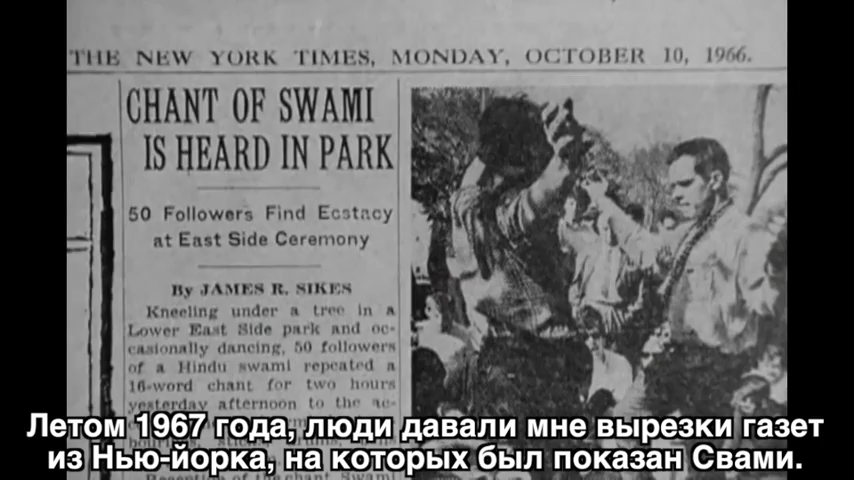 THE NEW YORK TIMES, MONDAY, OCTOBER 10, 1966.
CHANT OF SWAMI
IS HEARD IN PARK
50 Followers Find Ecstacy
at East Side Ceremony
By JAMES R. SIKES
Kneeling under a tree in a
Lower East Side park and oc-
casionally dancing, 50 followers
of a Hindu swami repeated a
16-word chant for two hours
yesterday afternoon to the ac-
Летом 1967 года, люди давали мне вырезки газет
из Нью-йорка, на которых был показан Свами.